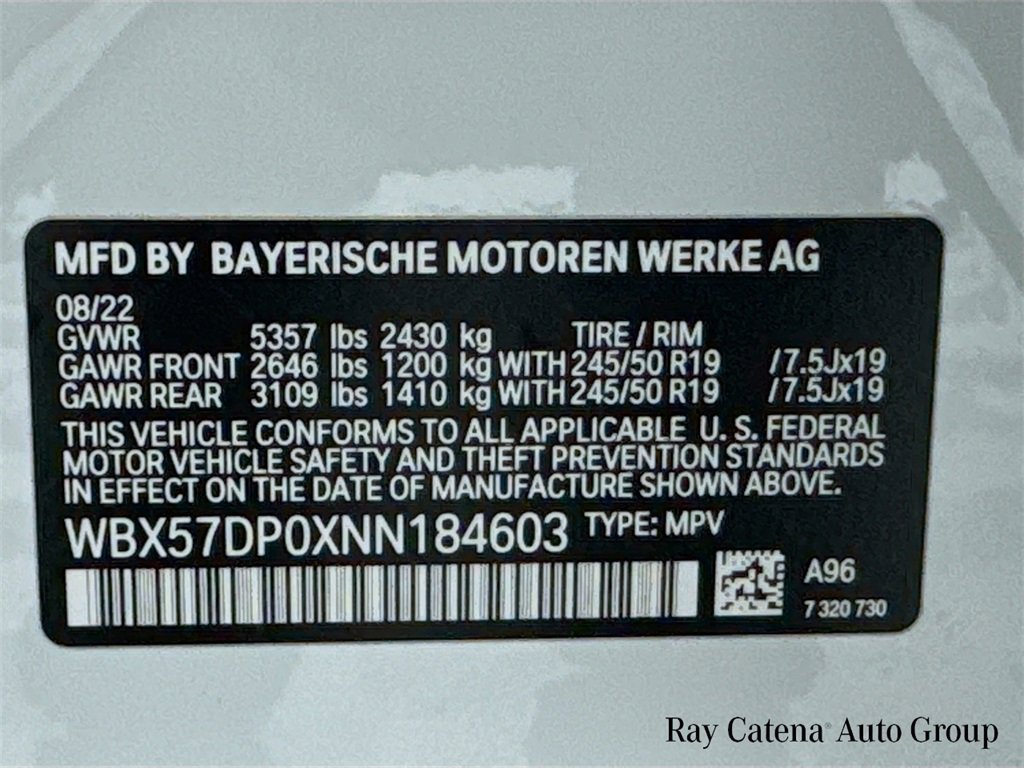 MFD BY BAYERISCHE MOTOREN WERKE AG
08/22
GVWR 5357 lbs 2430 kg TIRE / RIM
GAWR FRONT 2646 lbs 1200 kg WITH 245/50 R19 /7.5Jx19
GAWR REAR 3109 lbs 1410 kg WITH 245/50 R19 /7.5Jx19
THIS VEHICLE CONFORMS TO ALL APPLICABLE U. S. FEDERAL
MOTOR VEHICLE SAFETY AND THEFT PREVENTION STANDARDS
IN EFFECT ON THE DATE OF MANUFACTURE SHOWN ABOVE.
WBX57DP0XNN184603 TYPE: MPV
A96
7 320 730
Ray Catena® Auto Group